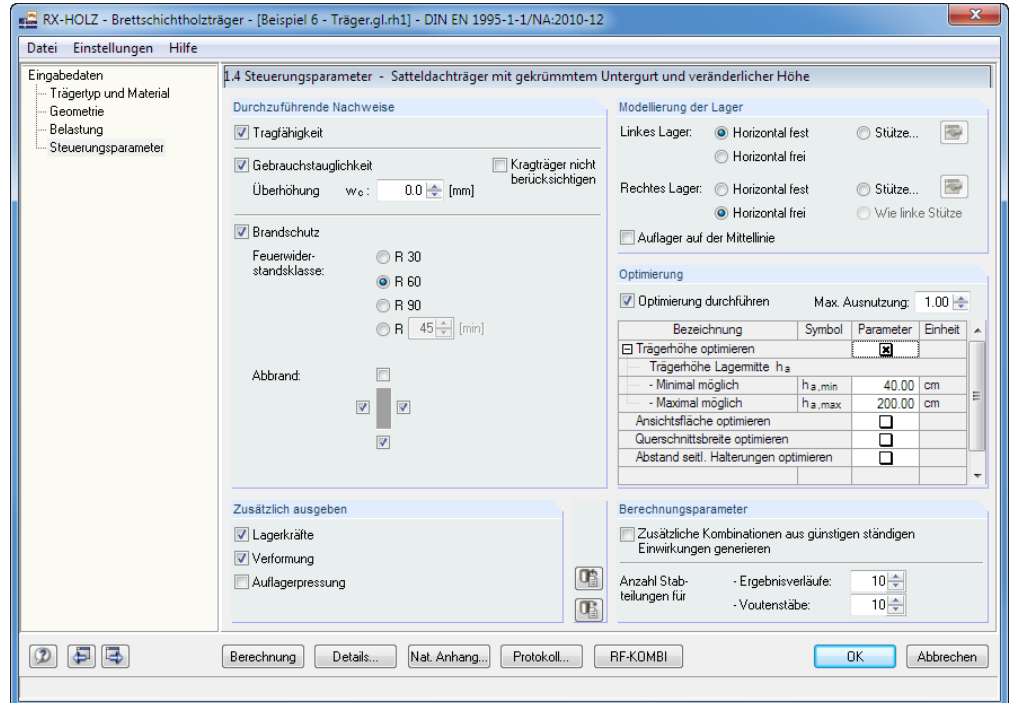 RX-HOLZ - Brettschichtholzträger - [Beispiel 6 - Träger.gl.rh1] - DIN EN 1995-1-1/NA:2010-12
Datei Einstellungen Hilfe
Eingabedaten
Trägertyp und Material
Geometrie
Belastung
Steuerungsparameter
1.4 Steuerungsparameter - Satteldachträger mit gekrümmtem Untergurt und veränderlicher Höhe
Durchzuführende Nachweise
Tragfähigkeit
Gebrauchstauglichkeit
Kragträger nicht
berücksichtigen
Überhöhung wc: 0.0 [mm]
Brandschutz
Feuerwider-
standsklasse:
R 30
R 60
R 90
R 45 [min]
Abbrand:
Zusätzlich ausgeben
Lagerkräfte
Verformung
Auflagerpressung
Modellierung der Lager
Linkes Lager: Horizontal fest Stütze...
Horizontal frei
Rechtes Lager: Horizontal fest Stütze...
Horizontal frei Wie linke Stütze
Auflager auf der Mittellinie
Optimierung
Optimierung durchführen Max. Ausnutzung: 1.00
Bezeichnung Symbol Parameter Einheit
Trägerhöhe optimieren
Trägerhöhe Lagermitte ha
- Minimal möglich ha,min 40.00 cm
- Maximal möglich ha,max 200.00 cm
Ansichtsfläche optimieren
Querschnittsbreite optimieren
Abstand seitl. Halterungen optimieren
Berechnungsparameter
Zusätzliche Kombinationen aus günstigen ständigen
Einwirkungen generieren
Anzahl Stab-
teilungen für
- Ergebnisverläufe: 10
- Voutenstäbe: 10
Berechnung Details... Nat. Anhang... Protokoll... RF-KOMBI OK Abbrechen